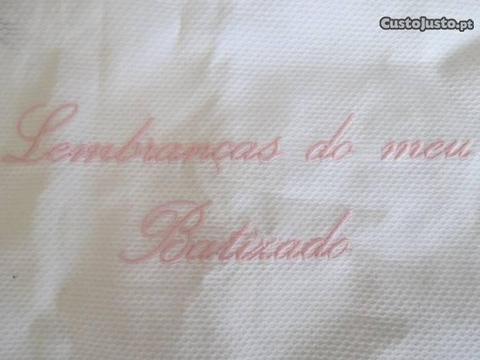 CustoJusto.pt
Lembranças do meu
Batizado